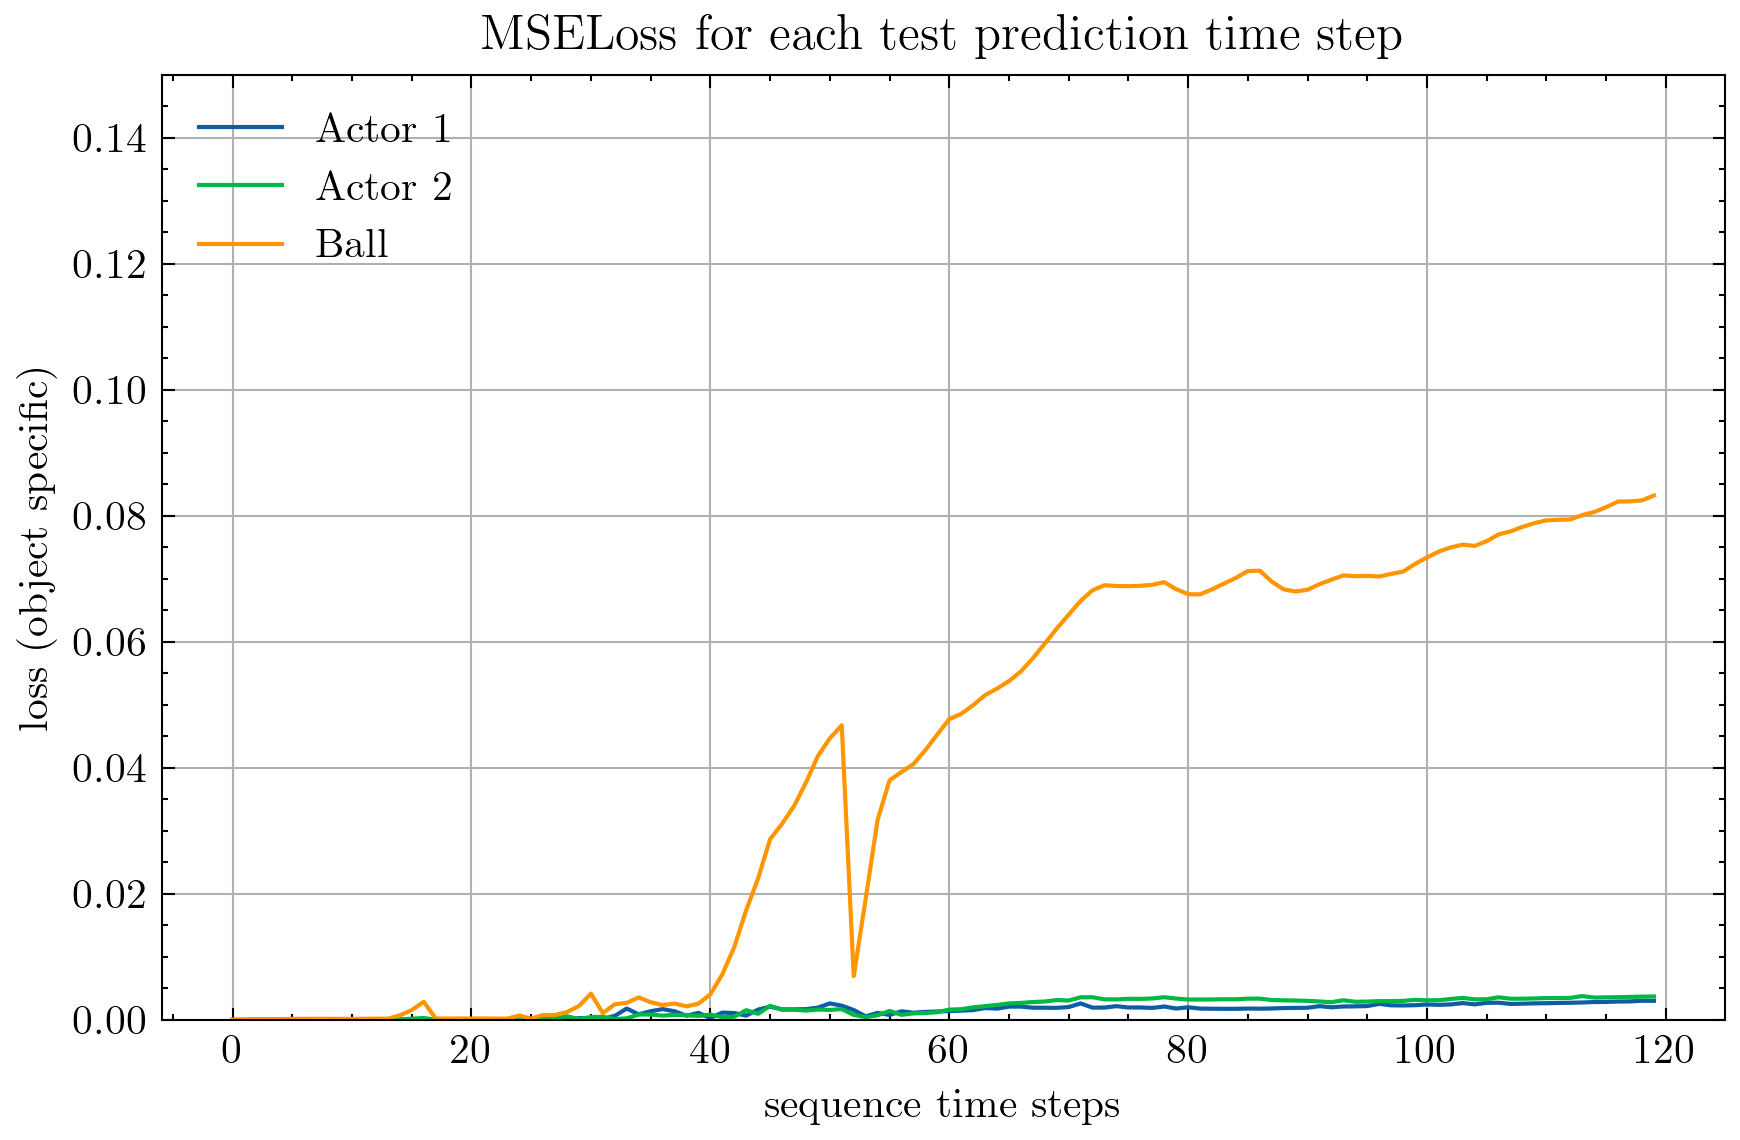 MSELoss for each test prediction time step
Actor 1
Actor 2
Ball
0.14
0.12
0.10
0.08
0.06
0.04
0.02
0.00
loss (object specific)
0 20 40 60 80 100 120
sequence time steps